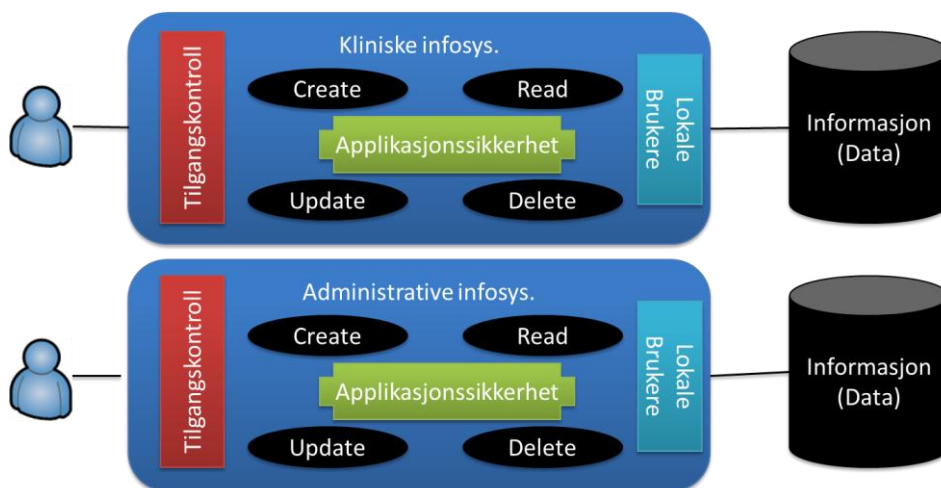 Kliniske infosys.
Tilgangskontroll
Create
Read
Applikasjonssikkerhet
Update
Delete
Lokale
Brukere
Informasjon
(Data)
Administrative infosys.
Tilgangskontroll
Create
Read
Applikasjonssikkerhet
Update
Delete
Lokale
Brukere
Informasjon
(Data)